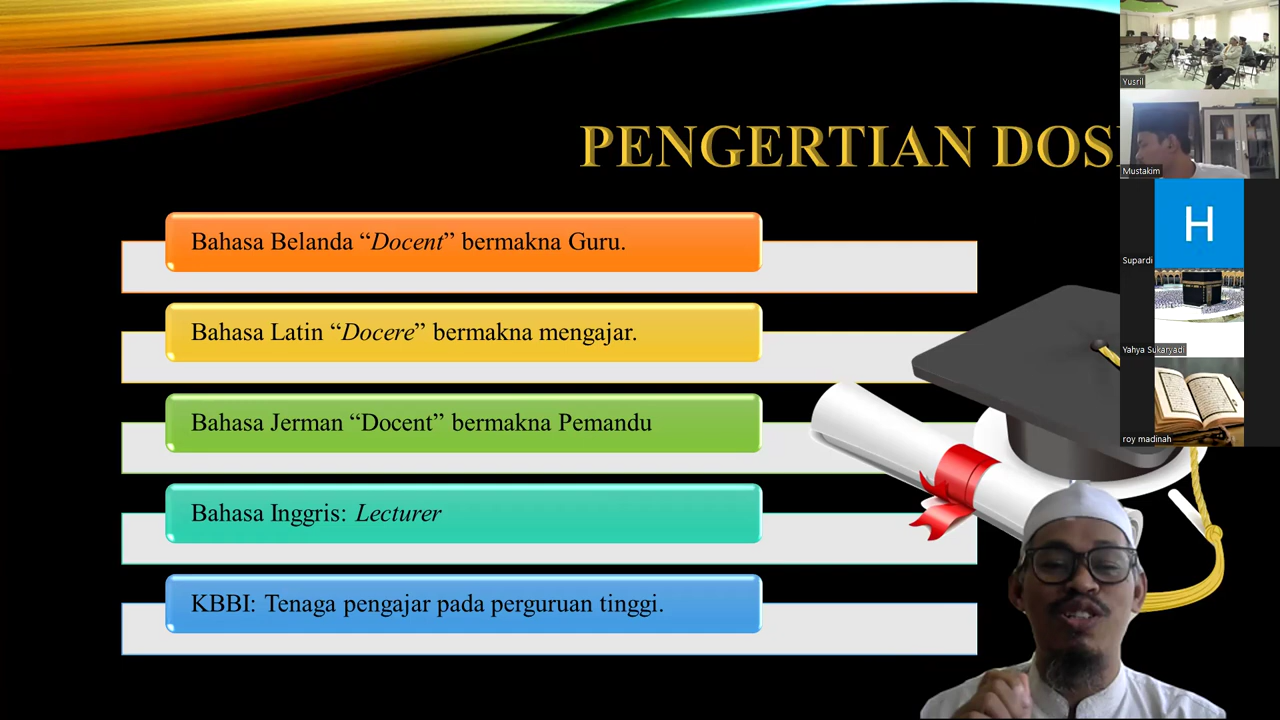 PENGERTIAN
Bahasa Belanda “Docent” bermakna Guru.
Bahasa Latin “Docere” bermakna mengajar.
Bahasa Jerman “Docent” bermakna Pemandu
Bahasa Inggris: Lecturer
KBBI: Tenaga pengajar pada perguruan tinggi.
Yusril
Mustakim
H
Supardi
Yahya Sukaryadi
roy madinah